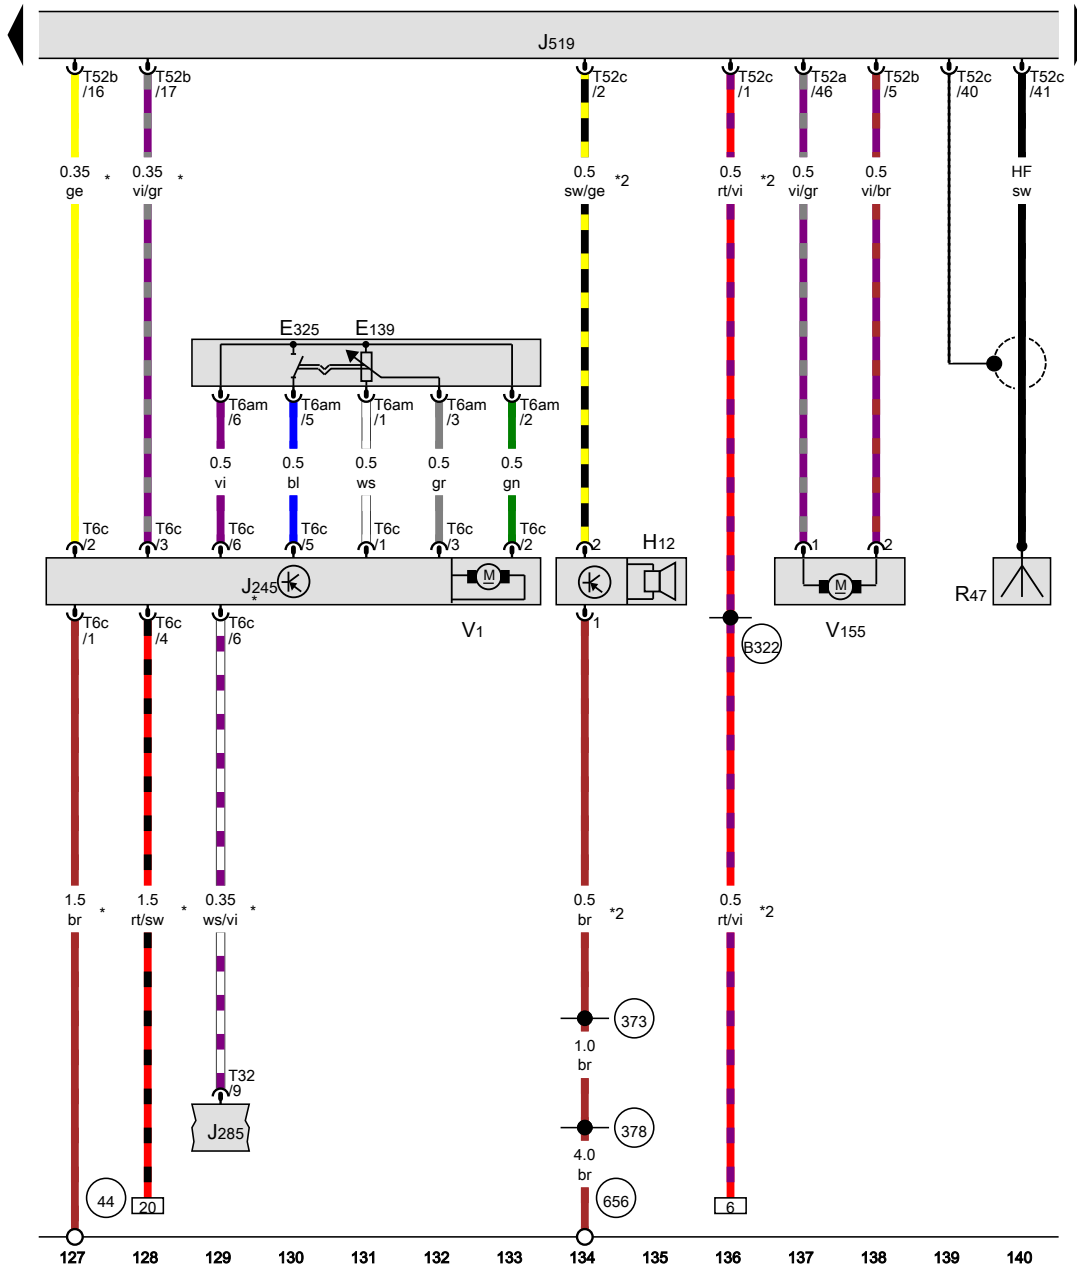 J519
T52b T52b T52c T52c T52a T52b T52c T52c
/16 /17 /2 /1 /46 /5 /40 /41
0.35 * 0.35 * 0.5 *2 0.5 *2 0.5 0.5 HF
ge vi/gr sw/ge rt/vi vi/gr vi/br sw
E325 E139
T6am T6am T6am T6am T6am
/6 /5 /1 /3 /2
0.5 0.5 0.5 0.5 0.5
vi bl ws gr gn
T6c T6c T6c T6c T6c T6c T6c H12
/2 /3 /6 /5 /1 /3 /2 2 1 2
J245 M M R47
*
T6c T6c T6c V1 1 V155
/1 /4 /6 B322
1.5 * 1.5 * 0.35 * 0.5 *2 0.5 *2
br rt/sw ws/vi br rt/vi
373
1.0
br
T32
/9
J285 378
4.0
br
44 20 656 6
127 128 129 130 131 132 133 134 135 136 137 138 139 140